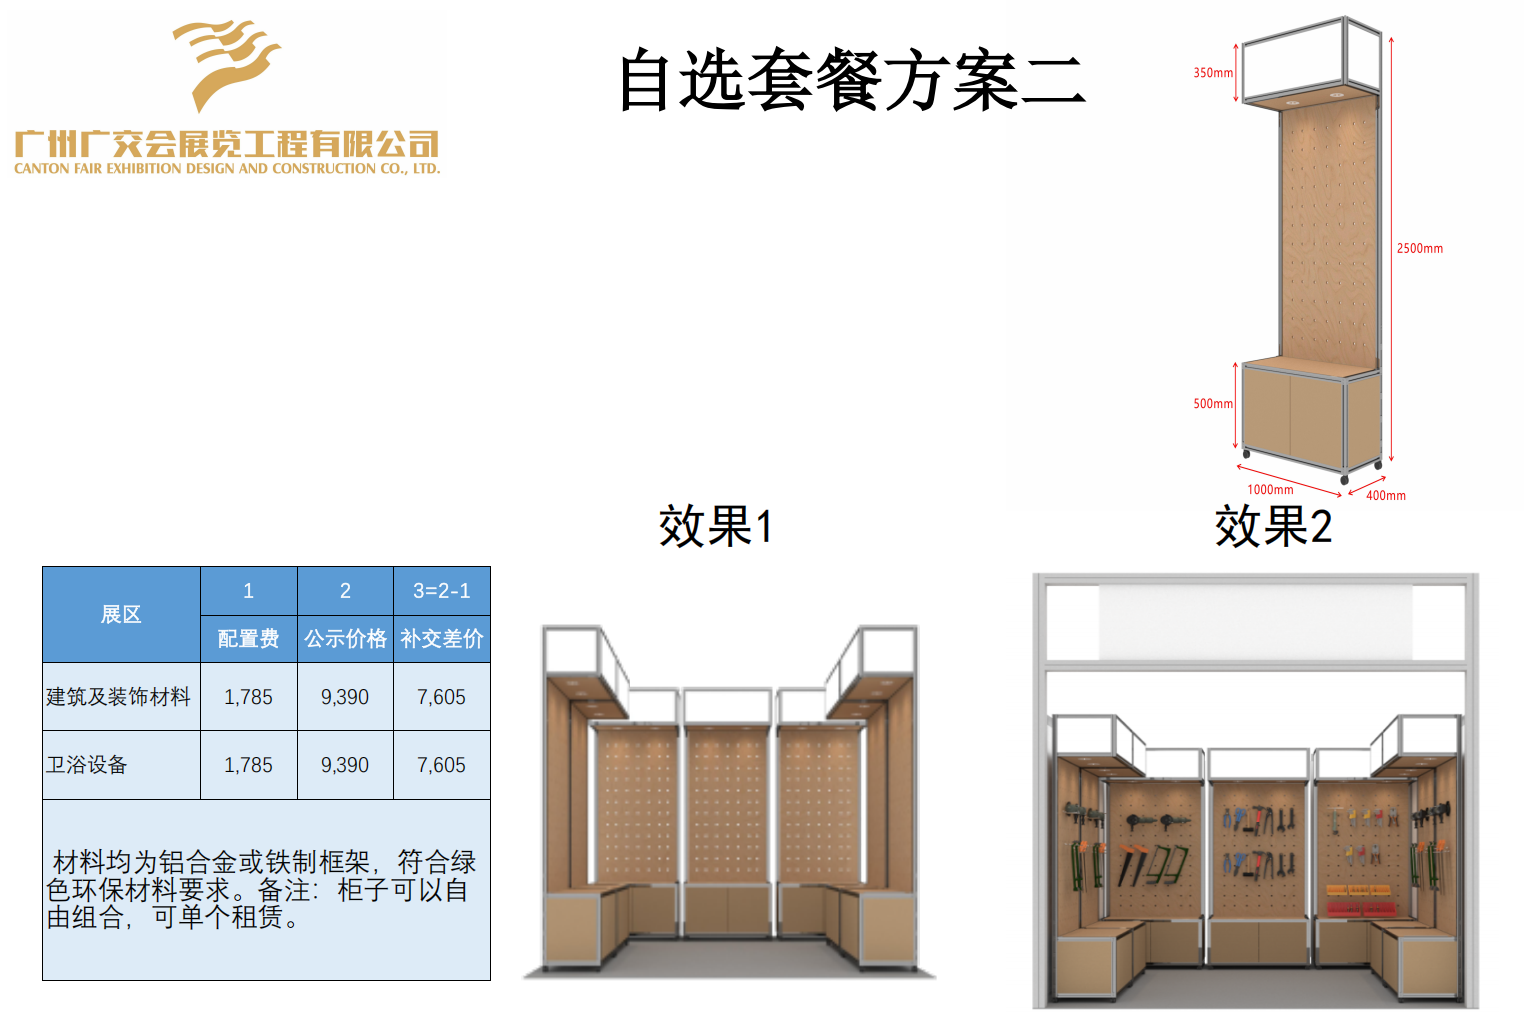 广州广交会展览工程有限公司
CANTON FAIR EXHIBITION DESIGN AND CONSTRUCTION CO., LTD.
自选套餐方案二
350mm
2500mm
500mm
1000mm
400mm
效果1
效果2
展区 1 2 3=2-1
配置费 公示价格 补交差价
建筑及装饰材料 1,785 9,390 7,605
卫浴设备 1,785 9,390 7,605
材料均为铝合金或铁制框架，符合绿
色环保材料要求。备注：柜子可以自
由组合，可单个租赁。